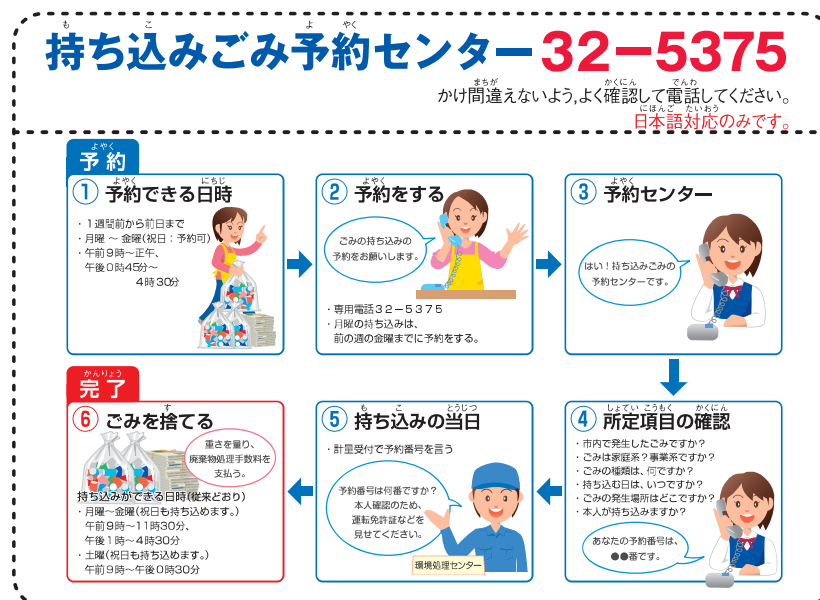 持ち込みごみ予約センター32－5375
かけ間違えないよう，よく確認して電話してください。
日本語対応のみです。
予約
① 予約できる日時
・１週間前から前日まで
・月曜 ～ 金曜（祝日：予約可）
・午前９時～正午、
午後０時45分～
４時30分
② 予約をする
ごみの持ち込みの
予約をお願いします。
・専用電話３２－５３７５
・月曜の持ち込みは、
前の週の金曜までに予約をする。
③ 予約センター
はい！持ち込みごみの
予約センターです。
④ 所定項目の確認
・市内で発生したごみですか？
・ごみは家庭系？事業系ですか？
・ごみの種類は、何ですか？
・持ち込む日は、いつですか？
・ごみの発生場所はどこですか？
・本人が持ち込みますか？
あなたの予約番号は、
●●番です。
⑤ 持ち込みの当日
・計量受付で予約番号を言う
予約番号は何番ですか？
本人確認のため、
運転免許証などを
見せてください。
環境処理センター
完了
⑥ ごみを捨てる
重さを量り、
廃棄物処理手数料を
支払う。
持ち込みができる日時（従来どおり）
・月曜～金曜（祝日も持ち込めます。）
午前９時～11時30分、
午後１時～４時30分
・土曜（祝日も持ち込めます。）
午前９時～午後０時30分